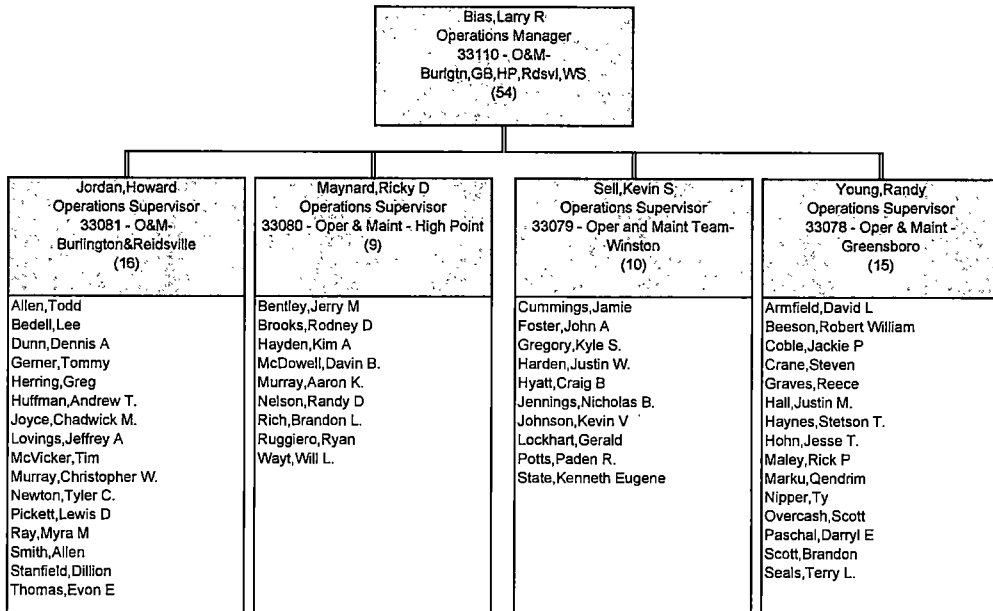 Bias,Larry R
Operations Manager
33110 - O&M-
Burlgtn,GB,HP,Rdsvl,WS
(54)
Jordan,Howard
Operations Supervisor
33081 - O&M-
Burlington&Reidsville
(16)
Allen,Todd
Bedell,Lee
Dunn,Dennis A
Gerner,Tommy
Herring,Greg
Huffman,Andrew T.
Joyce,Chadwick M.
Lovings,Jeffrey A
McVicker,Tim
Murray,Christopher W.
Newton,Tyler C.
Pickett,Lewis D
Ray,Myra M
Smith,Allen
Stanfield,Dillion
Thomas,Evon E
Maynard,Ricky D
Operations Supervisor
33080 - Oper & Maint - High Point
(9)
Bentley,Jerry M
Brooks,Rodney D
Hayden,Kim A
McDowell,Davin B.
Murray,Aaron K.
Nelson,Randy D
Rich,Brandon L.
Ruggiero,Ryan
Wayt,Will L.
Sell,Kevin S
Operations Supervisor
33079 - Oper and Maint Team-
Winston
(10)
Cummings,Jamie
Foster,John A
Gregory,Kyle S.
Harden,Justin W.
Hyatt,Craig B
Jennings,Nicholas B.
Johnson,Kevin V
Lockhart,Gerald
Potts,Paden R.
State,Kenneth Eugene
Young,Randy
Operations Supervisor
33078 - Oper & Maint -
Greensboro
(15)
Armfield,David L
Beeson,Robert William
Coble,Jackie P
Crane,Steven
Graves,Reece
Hall,Justin M.
Haynes,Stetson T.
Hohn,Jesse T.
Maley,Rick P
Marku,Qendrim
Nipper,Ty
Overcash,Scott
Paschal,Darryl E
Scott,Brandon
Seals,Terry L.